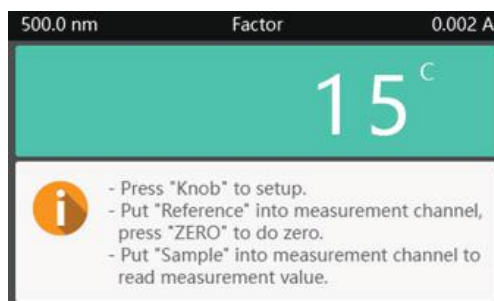 500.0 nm Factor 0.002 A
15 C
- Press "Knob" to setup.
- Put "Reference" into measurement channel,
press "ZERO" to do zero.
- Put "Sample" into measurement channel to
read measurement value.